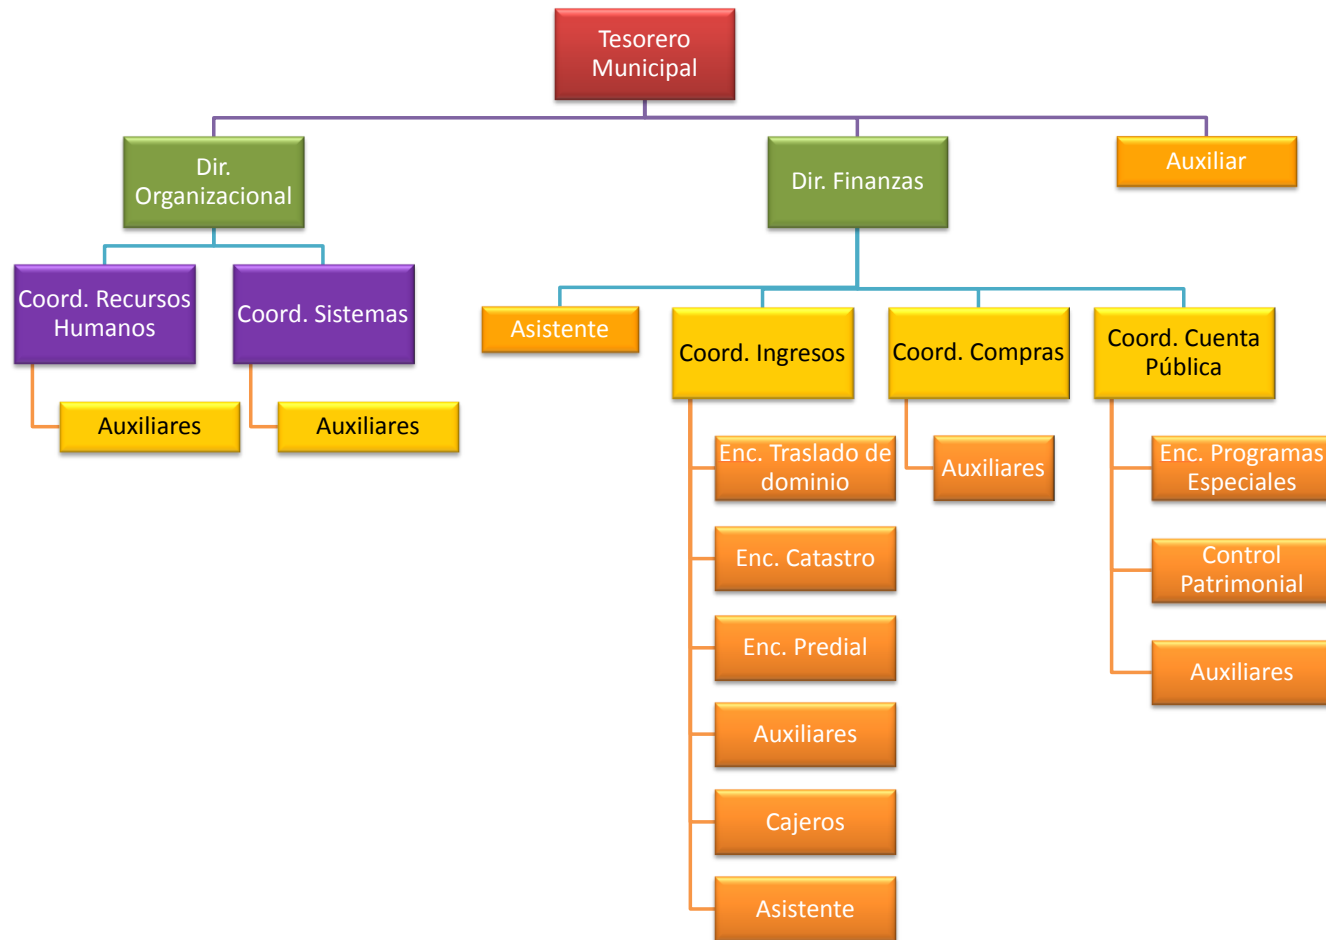 Tesorero
Municipal
Dir.
Organizacional
Dir. Finanzas
Auxiliar
Coord. Recursos
Humanos
Coord. Sistemas
Asistente
Coord. Ingresos
Coord. Compras
Coord. Cuenta
Pública
Auxiliares
Auxiliares
Enc. Traslado de
dominio
Auxiliares
Enc. Programas
Especiales
Enc. Catastro
Control
Patrimonial
Enc. Predial
Auxiliares
Auxiliares
Cajeros
Asistente